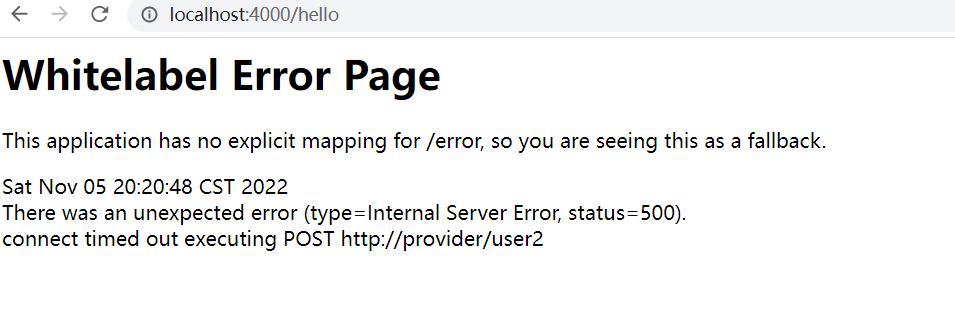 localhost:4000/hello
Whitelabel Error Page
This application has no explicit mapping for /error, so you are seeing this as a fallback.
Sat Nov 05 20:20:48 CST 2022
There was an unexpected error (type=Internal Server Error, status=500).
connect timed out executing POST http://provider/user2